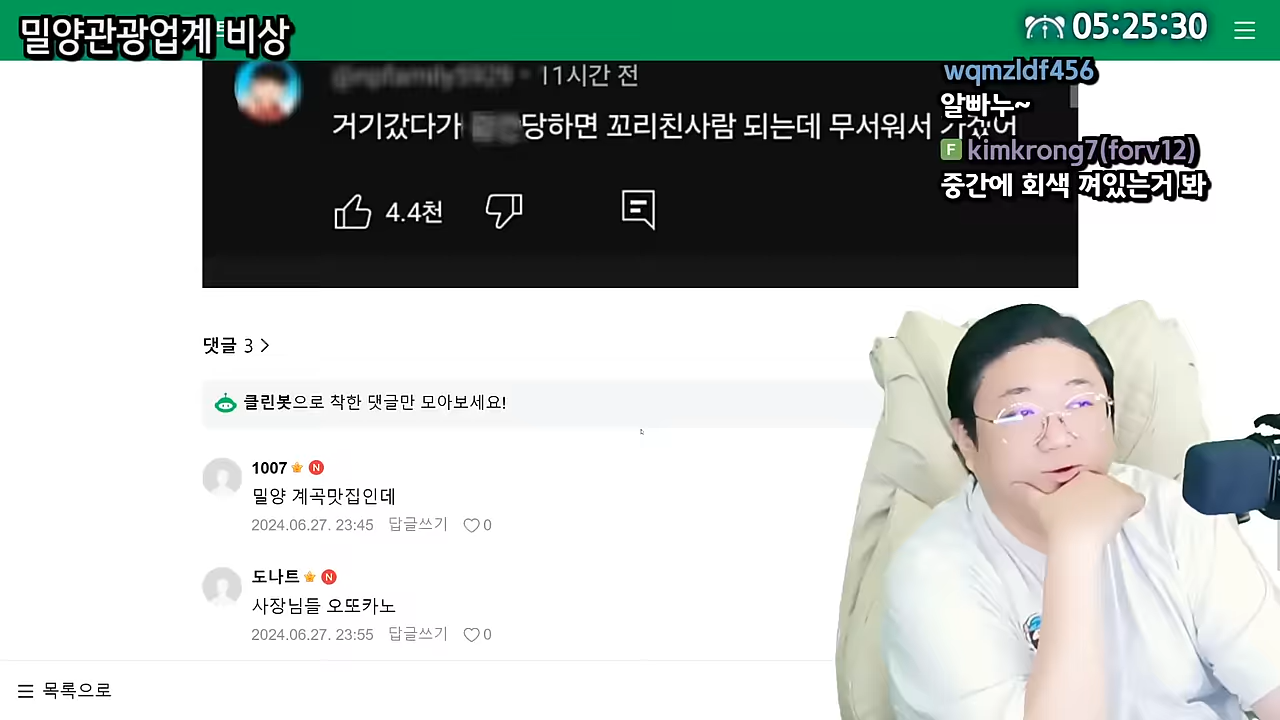 밀양관광업계 비상
05:25:30
11시간 전
wqmzldf456
알빠누~
거기갔다가 당하면 꼬리친사람 되는데 무서워서
kimkrong7(forv12)
중간에 회색 껴있는거 봐
4.4천
댓글 3 >
클린봇으로 착한 댓글만 모아보세요!
1007 N
밀양 계곡맛집인데
2024.06.27. 23:45 답글쓰기 0
도나트 N
사장님들 오또카노
2024.06.27. 23:55 답글쓰기 0
목록으로